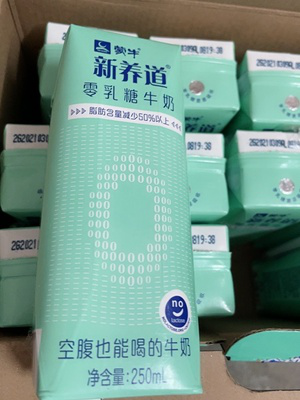 蒙牛
新养道
零乳糖牛奶
>>>> 脂肪含量减少50%以上 <<<<
no
lactose
空腹也能喝的牛奶
净含量:250mL